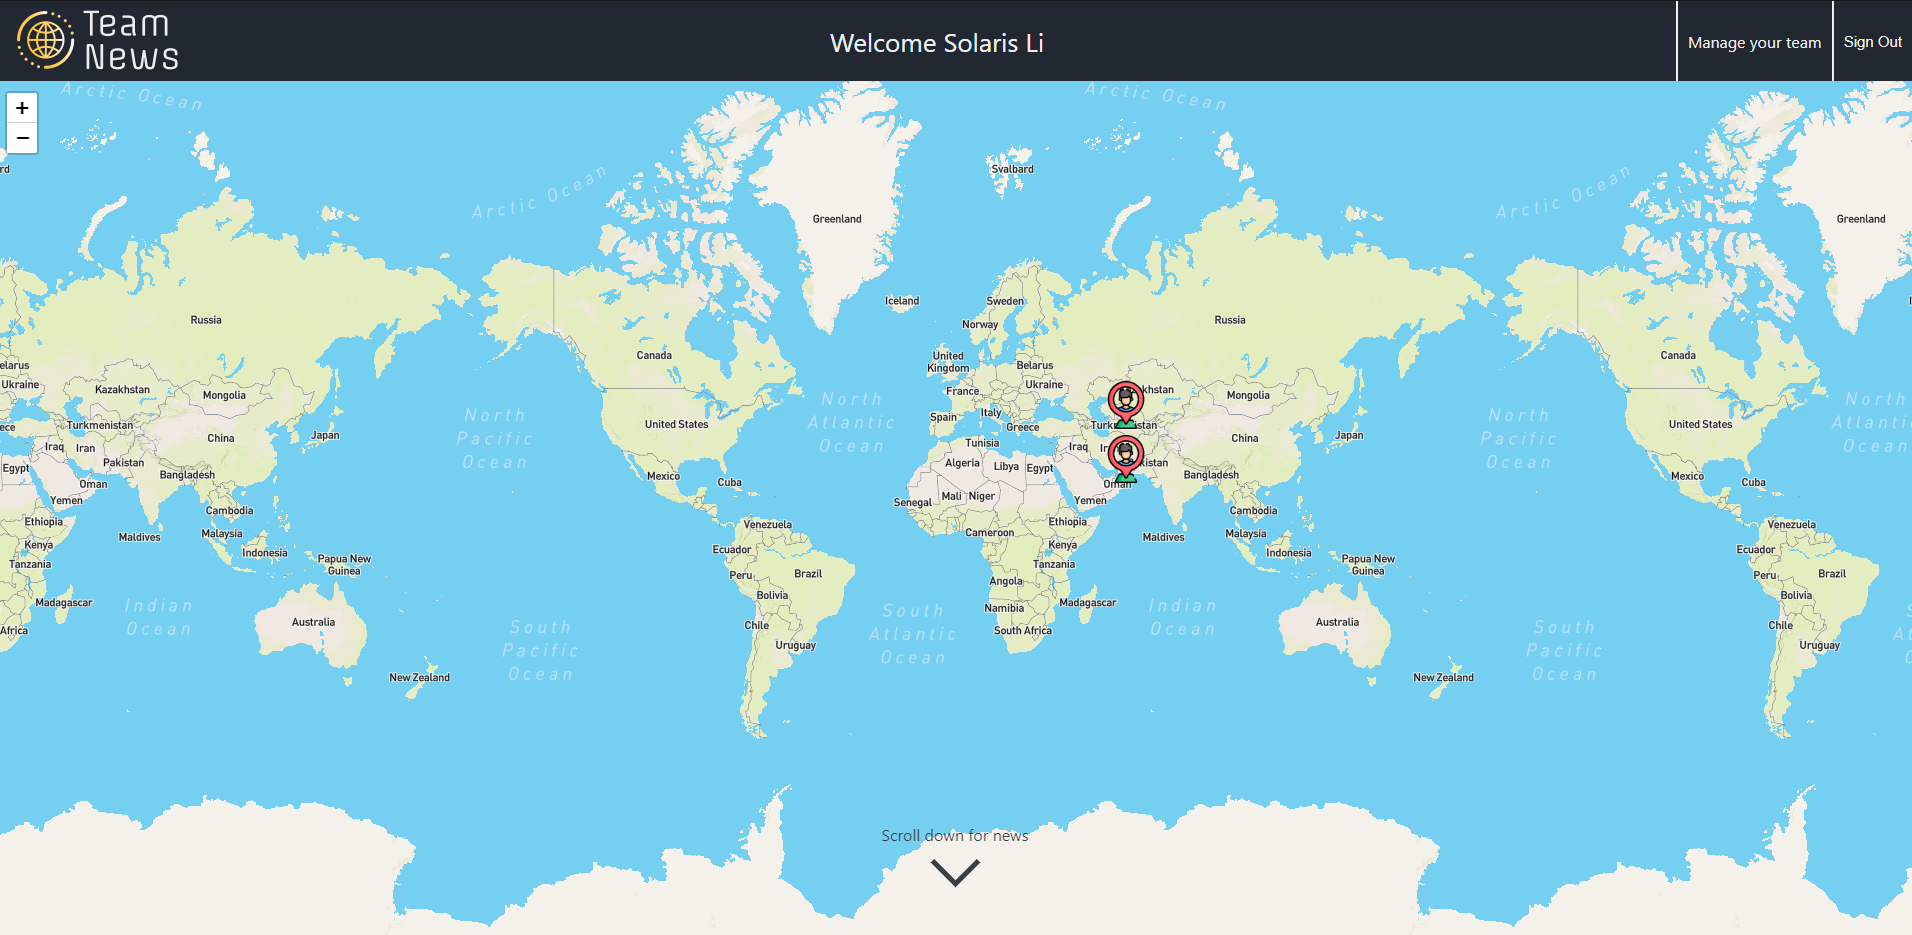 Team
News
Welcome Solaris Li
Manage your team
Sign Out
+
−
Arctic Ocean
Arctic Ocean
rd
Svalbard
Arctic Ocean
Arctic Ocean
Greenland
Greenland
Iceland
Sweden
Russia
Norway
Russia
Canada
United
Kingdom
Canada
elarus
Belarus
Ukraine
Ukraine
Kazakhstan
France
khstan
Mongolia
Mongolia
North
Pacific
Ocean
North
Atlantic
Ocean
North
Pacific
Ocean
North
Atlantic
Ocean
Spain
Italy
Greece
ece
Turkmenistan
United States
United States
Japan
Japan
China
China
Tunisia
Iraq
Iran
Iraq
Pakistan
kistan
Egypt
Algeria
Libya
Egypt
Bangladesh
Bangladesh
Mexico
Mexico
Cuba
Cuba
Oman
Oman
Yemen
Yemen
Mali
Niger
Senegal
Cambodia
Cambodia
Ethiopia
Ethiopia
Venezuela
Venezuela
Cameroon
Maldives
Maldives
Malaysia
Malaysia
Kenya
Kenya
Indonesia
Indonesia
Ecuador
Ecuador
Papua New
Guinea
Papua New
Guinea
Tanzania
Tanzania
Peru
Brazil
Peru
Brazil
Angola
Bolivia
Bolivia
Madagascar
Madagascar
Namibia
Indian
Ocean
Indian
Ocean
South
Atlantic
Ocean
Africa
South Africa
Australia
Australia
Chile
Chile
Uruguay
Uruguay
South
Pacific
Ocean
South
Pacific
Ocean
New Zealand
New Zealand
Scroll down for news